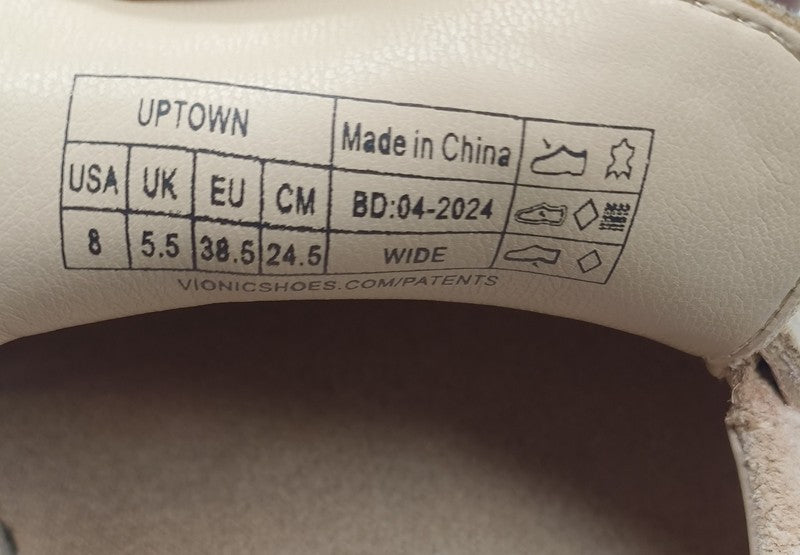 UPTOWN
Made in China
USA UK EU CM
BD:04-2024
8 5.5 38.5 24.5
WIDE
VIONICSHOES.COM/PATENTS